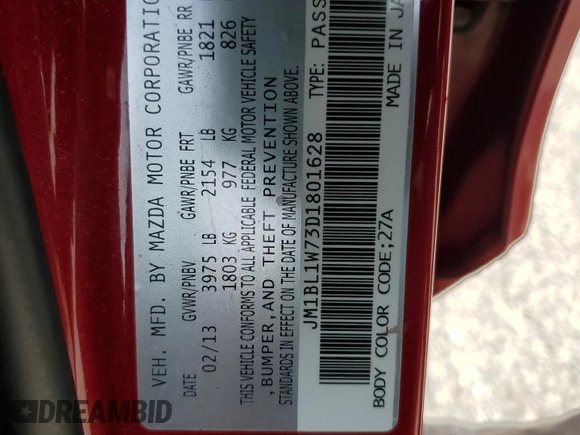 VEH. MFD. BY MAZDA MOTOR CORPORATION
DATE GVWR/PNBV GAWR/PNBE FRT GAWR/PNBE RR
02/13 3975 LB 2154 LB 1821
1803 KG 977 KG 826
THIS VEHICLE CONFORMS TO ALL APPLICABLE FEDERAL MOTOR VEHICLE SAFETY
,BUMPER,AND THEFT PREVENTION
STANDARDS IN EFFECT ON THE DATE OF MANUFACTURE SHOWN ABOVE.
JM1BL1W73D1801628 TYPE: PASS
BODY COLOR CODE;27A MADE IN JA
DREAMBID